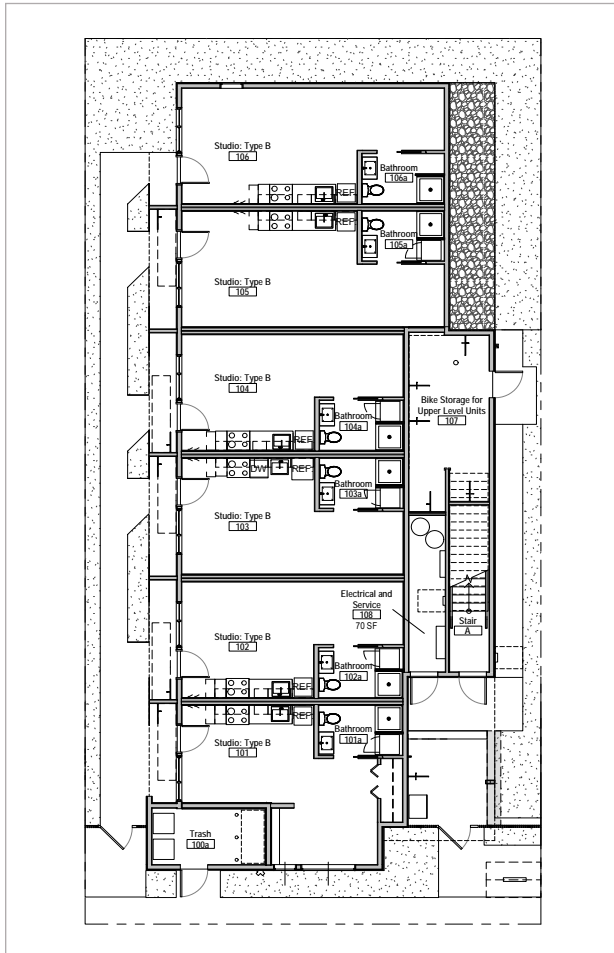 Studio: Type B
106
Bathroom
106a
REF
REF
Bathroom
105a
Studio: Type B
105
Studio: Type B
104
Bike Storage for
Upper Level Units
107
Bathroom
104a
REF
DW
REF
Bathroom
103a
Studio: Type B
103
Electrical and
Service
108
70 SF
Studio: Type B
102
Stair
A
Bathroom
102a
REF
REF
Studio: Type B
101
Bathroom
101a
Trash
100a